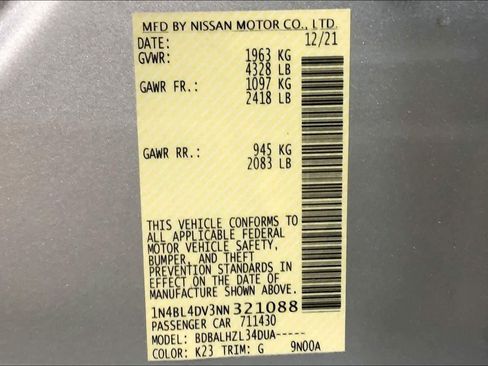 MFD BY NISSAN MOTOR CO., LTD.
DATE: 12/21
GVWR: 1963 KG
4328 LB
GAWR FR.: 1097 KG
2418 LB
GAWR RR.: 945 KG
2083 LB
THIS VEHICLE CONFORMS TO
ALL APPLICABLE FEDERAL
MOTOR VEHICLE SAFETY,
BUMPER, AND THEFT
PREVENTION STANDARDS IN
EFFECT ON THE DATE OF
MANUFACTURE SHOWN ABOVE.
1N4BL4DV3NN321088
PASSENGER CAR 711430
MODEL: BDBALHZL34DUA-----
COLOR: K23 TRIM: G 9N00A